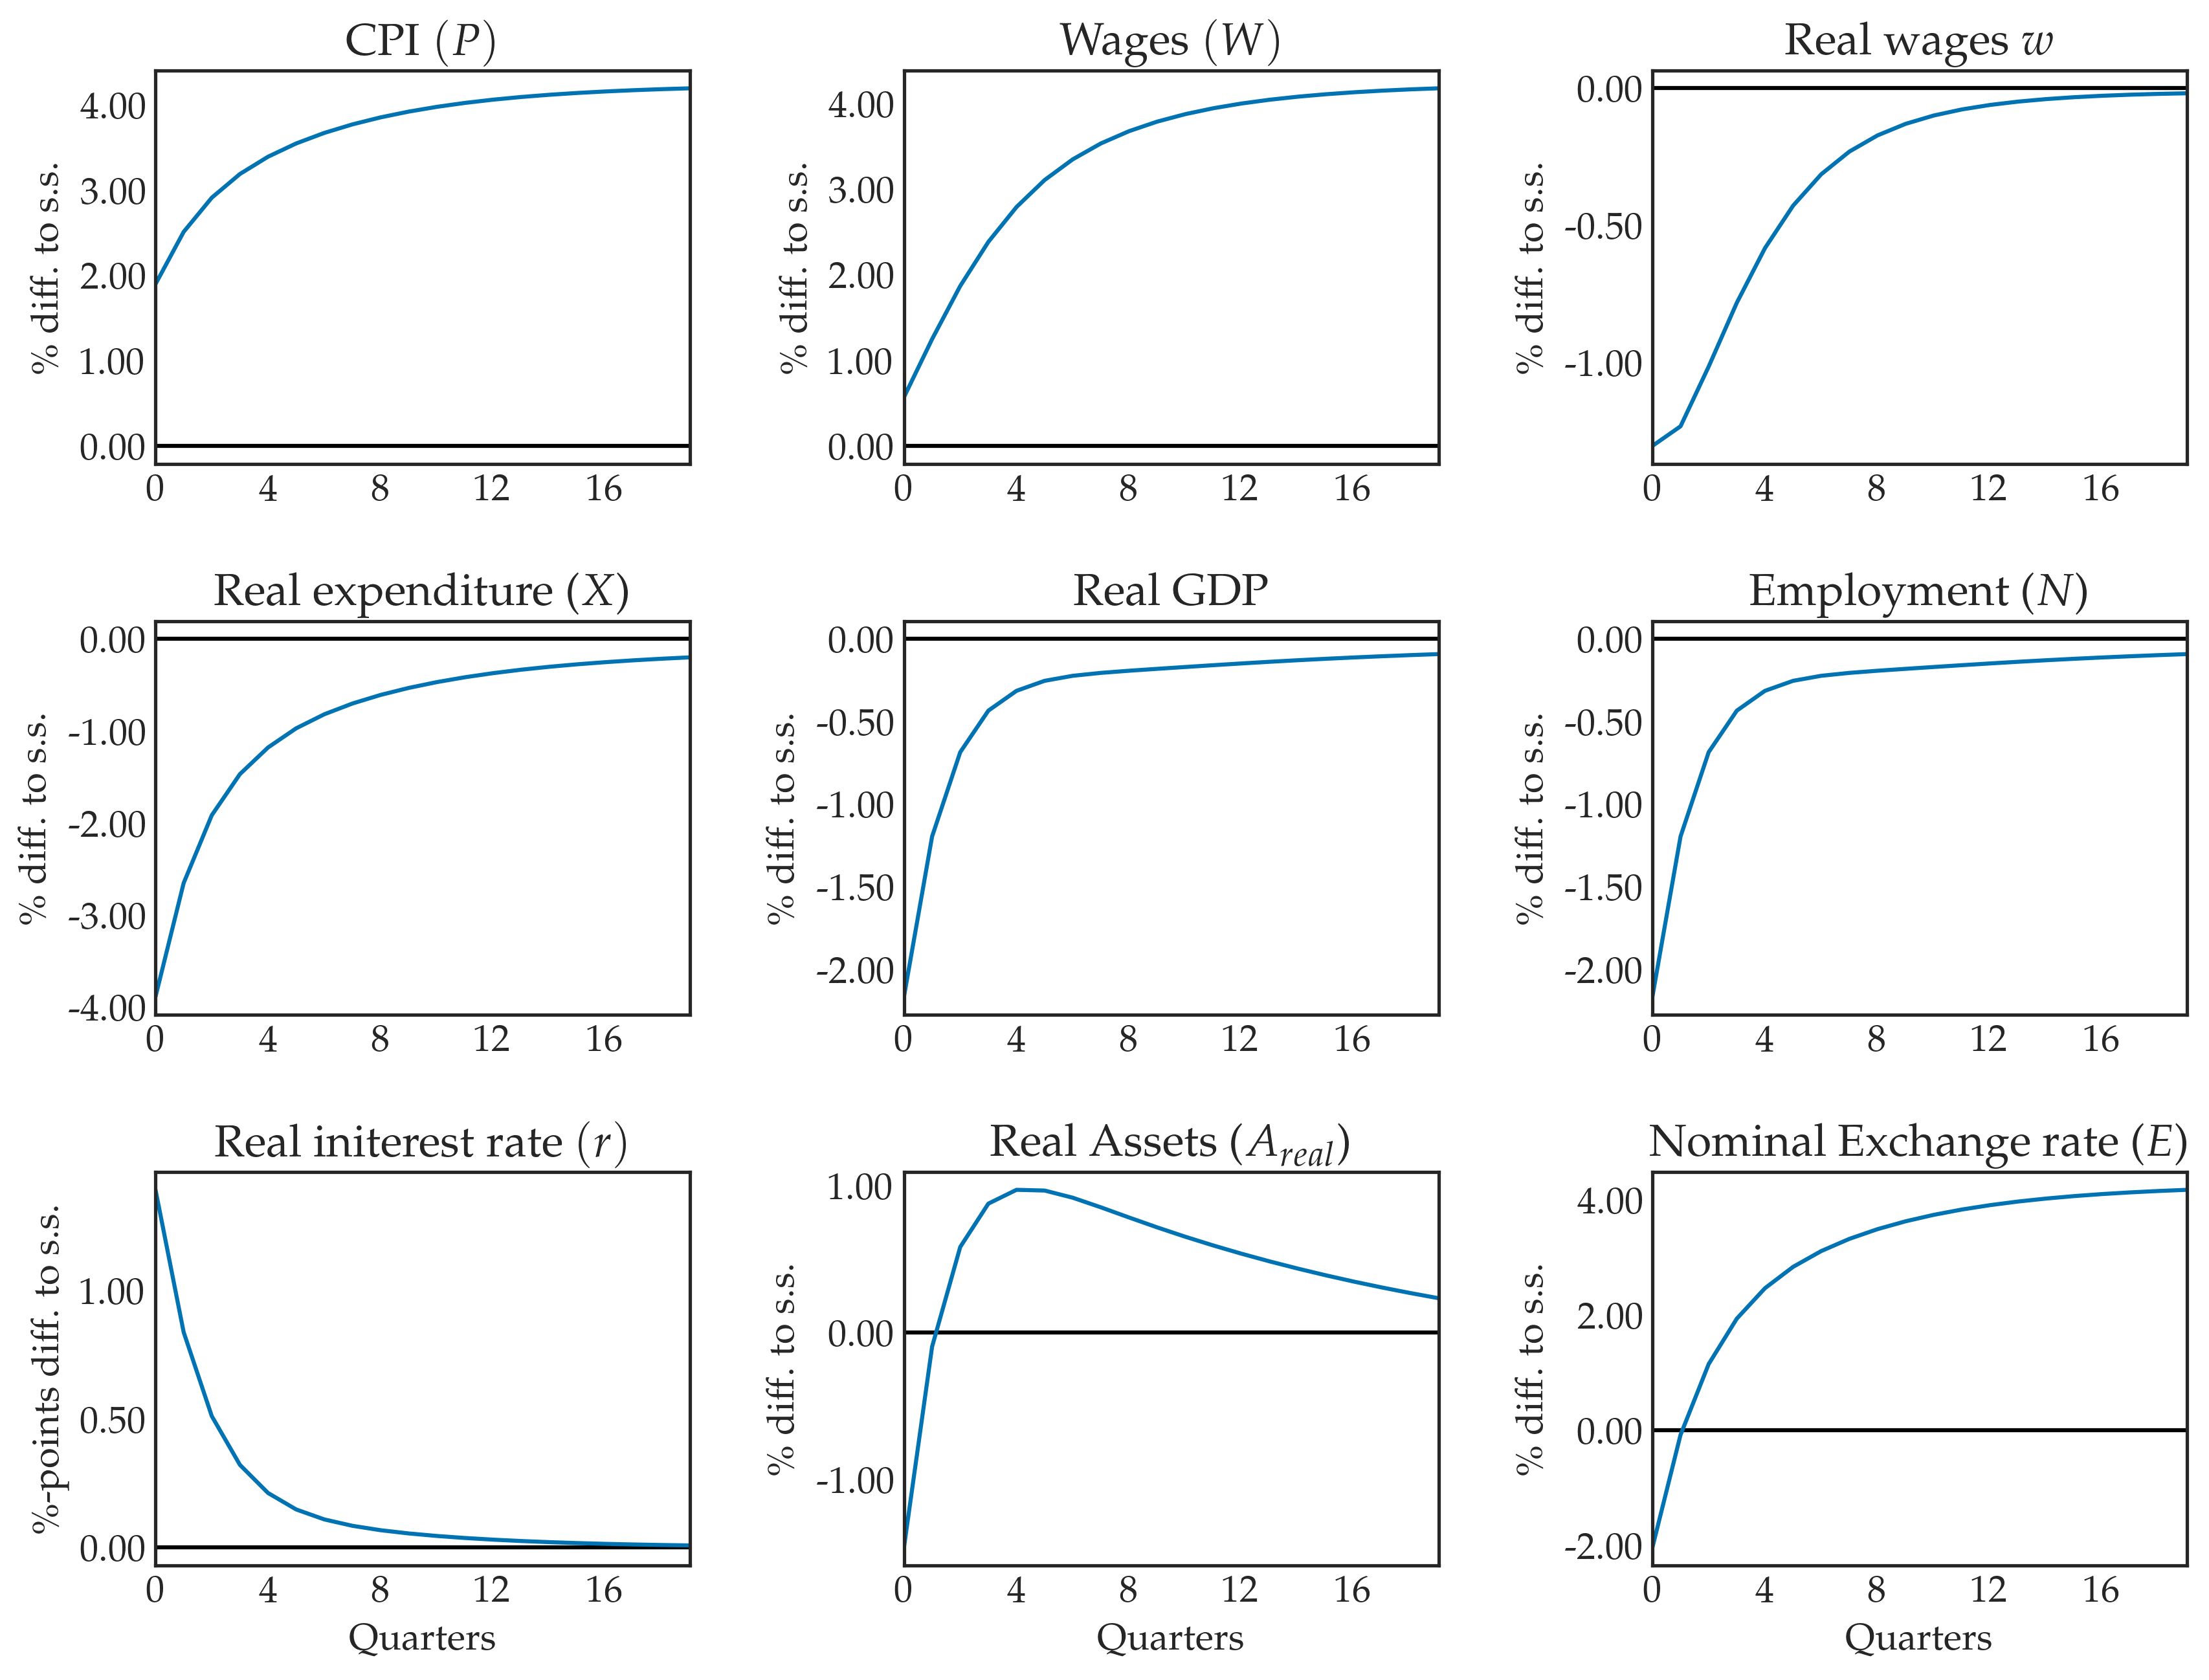 CPI (P)
% diff. to s.s.
4.00
3.00
2.00
1.00
0.00
0 4 8 12 16
Wages (W)
% diff. to s.s.
4.00
3.00
2.00
1.00
0.00
0 4 8 12 16
Real wages w
% diff. to s.s.
0.00
-0.50
-1.00
0 4 8 12 16
Real expenditure (X)
% diff. to s.s.
0.00
-1.00
-2.00
-3.00
-4.00
0 4 8 12 16
Real GDP
% diff. to s.s.
0.00
-0.50
-1.00
-1.50
-2.00
0 4 8 12 16
Employment (N)
% diff. to s.s.
0.00
-0.50
-1.00
-1.50
-2.00
0 4 8 12 16
Real initerest rate (r)
%-points diff. to s.s.
1.00
0.50
0.00
0 4 8 12 16
Quarters
Real Assets (A_real)
% diff. to s.s.
1.00
0.00
-1.00
0 4 8 12 16
Quarters
Nominal Exchange rate (E)
% diff. to s.s.
4.00
2.00
0.00
-2.00
0 4 8 12 16
Quarters